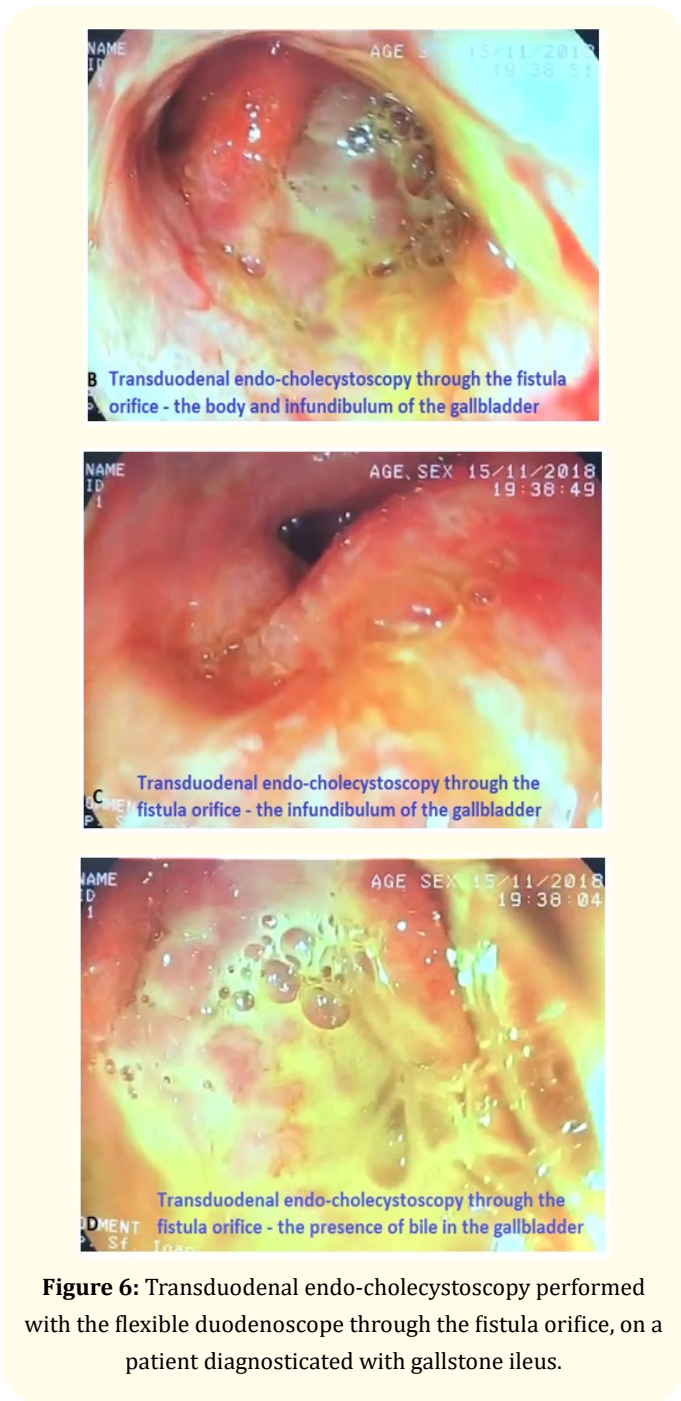 NAME
AGE 15/11/2018
ID
19 38 51
1
B Transduodenal endo-cholecystoscopy through the fistula
orifice - the body and infundibulum of the gallbladder
NAME
AGE SEX 15/11/2018
ID
19:38:49
1
C
Transduodenal endo-cholecystoscopy through the
fistula orifice - the infundibulum of the gallbladder
NAME
AGE SEX 15/11/2018
ID
19:38:04
1
Transduodenal endo-cholecystoscopy through the
fistula orifice - the presence of bile in the gallbladder
D
Sf. Ioan
Figure 6: Transduodenal endo-cholecystoscopy performed
with the flexible duodenoscope through the fistula orifice, on a
patient diagnosticated with gallstone ileus.